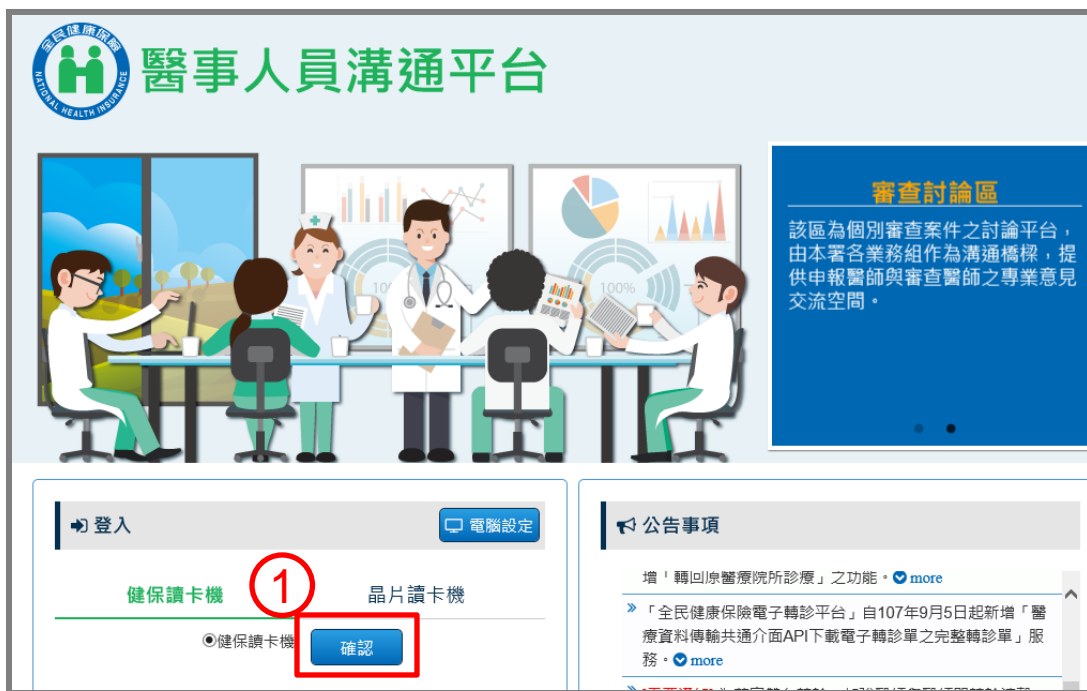 全民健康保險
NATIONAL HEALTH INSURANCE
醫事人員溝通平台
100%
100%
審查討論區
該區為個別審查案件之討論平台，
由本署各業務組作為溝通橋樑，提
供申報醫師與審查醫師之專業意見
交流空間。
登入
電腦設定
健保讀卡機
1
晶片讀卡機
健保讀卡機
確認
公告事項
增「轉回原醫療院所診療」之功能。more
「全民健康保險電子轉診平台」自107年9月5日起新增「醫
療資料傳輸共通介面API下載電子轉診單之完整轉診單」服
務。more